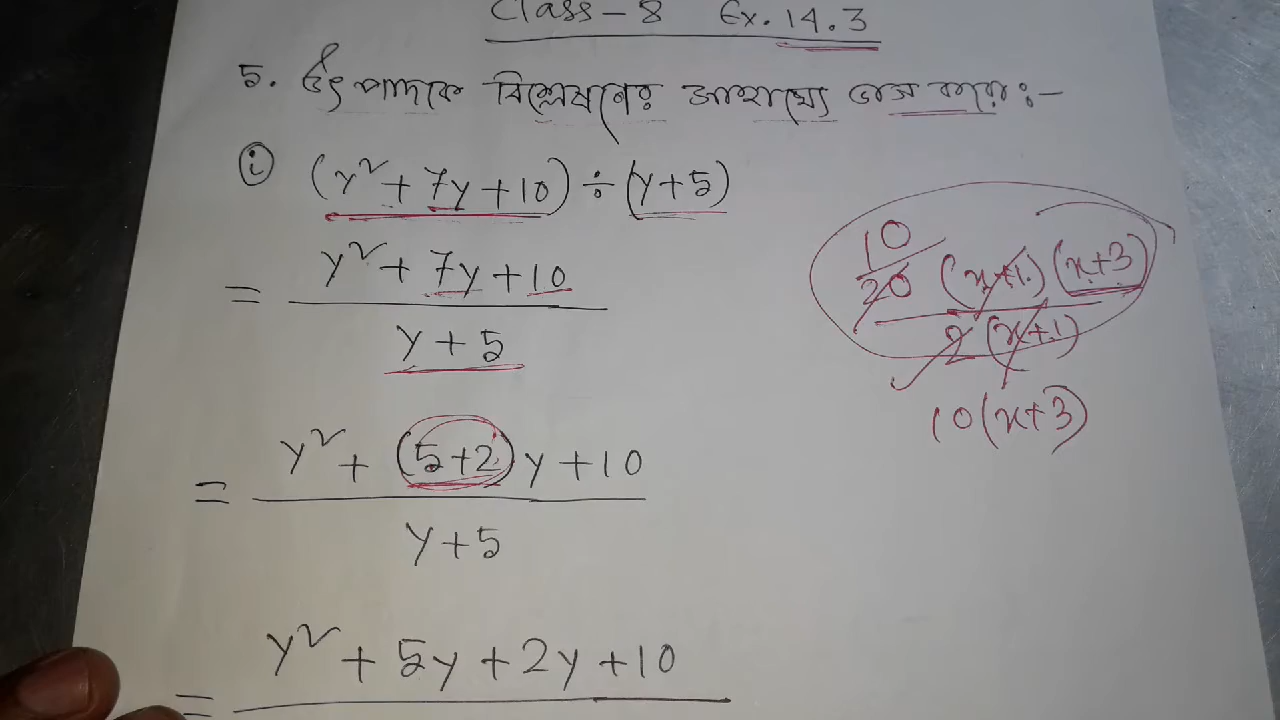 Class – 8 Ex. 14.3
5. উৎপাদকে বিশ্লেষণের সাহায্যে ভাগ করো :–
(i) (y² + 7y + 10) ÷ (y + 5)
= y² + 7y + 10
y + 5
= y² + (5+2)y + 10
y + 5
= y² + 5y + 2y + 10
10
20 (x+1) (x+3)
2 (x+1)
10(x+3)